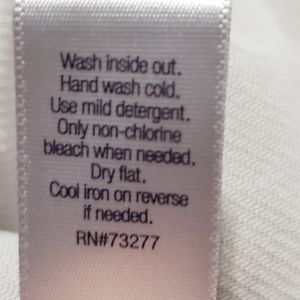 Wash inside out.
Hand wash cold.
Use mild detergent.
Only non-chlorine
bleach when needed.
Dry flat.
Cool iron on reverse
if needed.
RN#73277